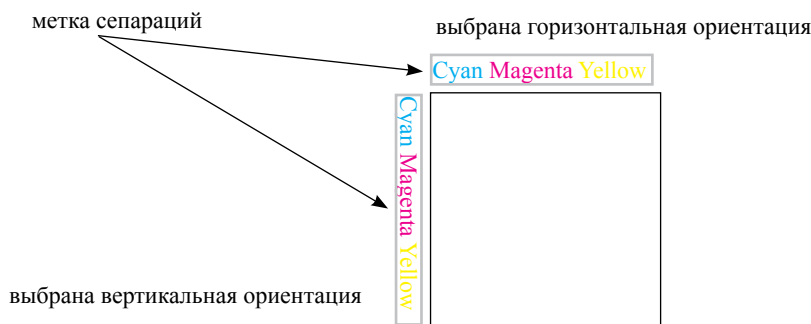 метка сепараций
выбрана горизонтальная ориентация
Cyan Magenta Yellow
Cyan Magenta Yellow
выбрана вертикальная ориентация